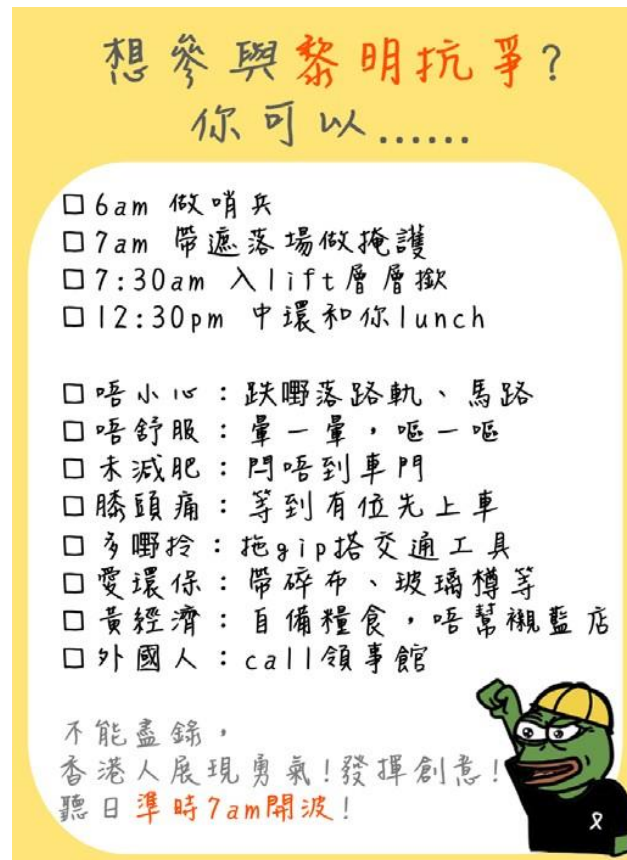 想參與黎明抗爭?
你可以......
□6am 做哨兵
□7am 帶遮落場做掩護
□7:30am 入lift層層撳
□12:30pm 中環和你lunch
□唔小心：跌嘢落路軌、馬路
□唔舒服：暈一暈，嘔一嘔
□未減肥：閂唔到車門
□膝頭痛：等到有位先上車
□多嘢拎：拖gip搭交通工具
□愛環保：帶碎布、玻璃樽等
□黃經濟：自備糧食，唔幫襯藍店
□外國人：call領事館
不能盡錄，
香港人展現勇氣!發揮創意!
聽日準時7am開波!